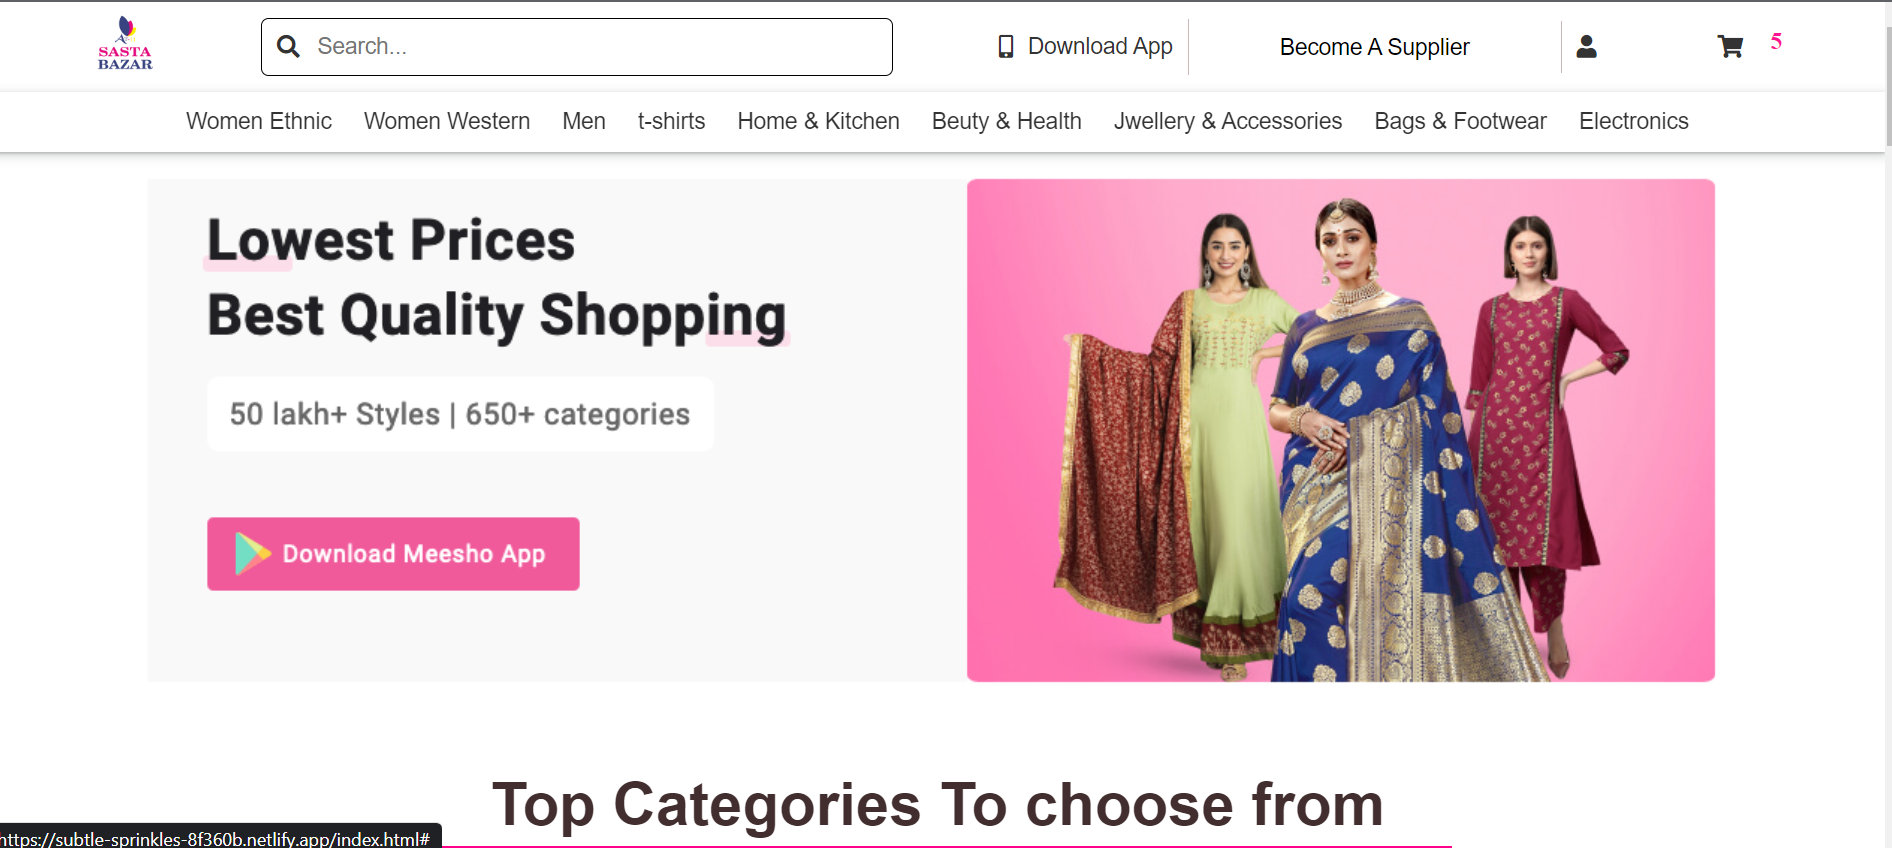 SASTA
BAZAR
Search...
Download App
Become A Supplier
5
Women Ethnic
Women Western
Men
t-shirts
Home & Kitchen
Beuty & Health
Jwellery & Accessories
Bags & Footwear
Electronics
Lowest Prices
Best Quality Shopping
50 lakh+ Styles | 650+ categories
Download Meesho App
Top Categories To choose from
https://subtle-sprinkles-8f360b.netlify.app/index.html#